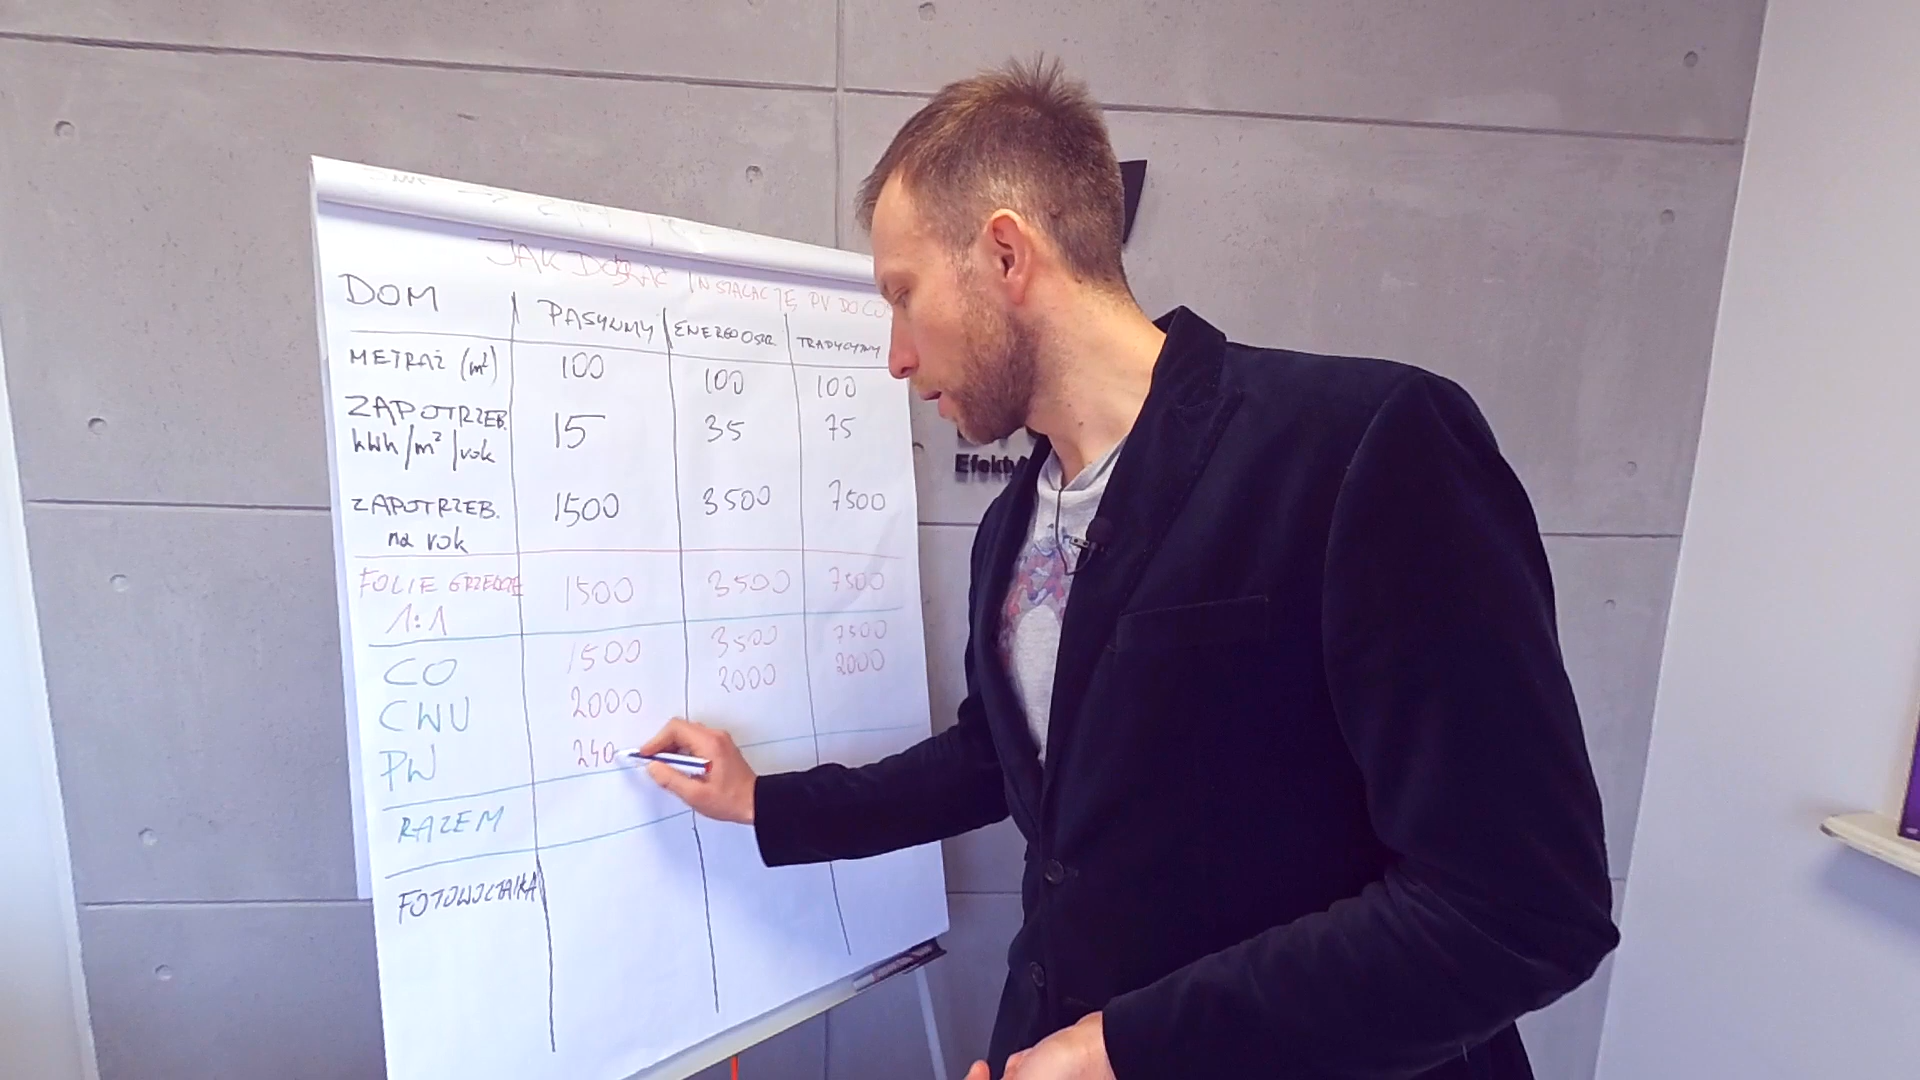 JAK DOBRAĆ INSTALACJĘ PV DO CO
DOM PASYWNY ENERGOOSZ. TRADYCYJNY
METRAŻ (m²) 100 100 100
ZAPOTRZEB. 15 35 75
kWh/m²/rok
ZAPOTRZEB. 1500 3500 7500
na rok
FOLIE GRZEWCZE 1500 3500 7500
1:1
CO 1500 3500 7500
CWU 2000 2000 2000
PW 240
RAZEM
FOTOWOLTAIKA